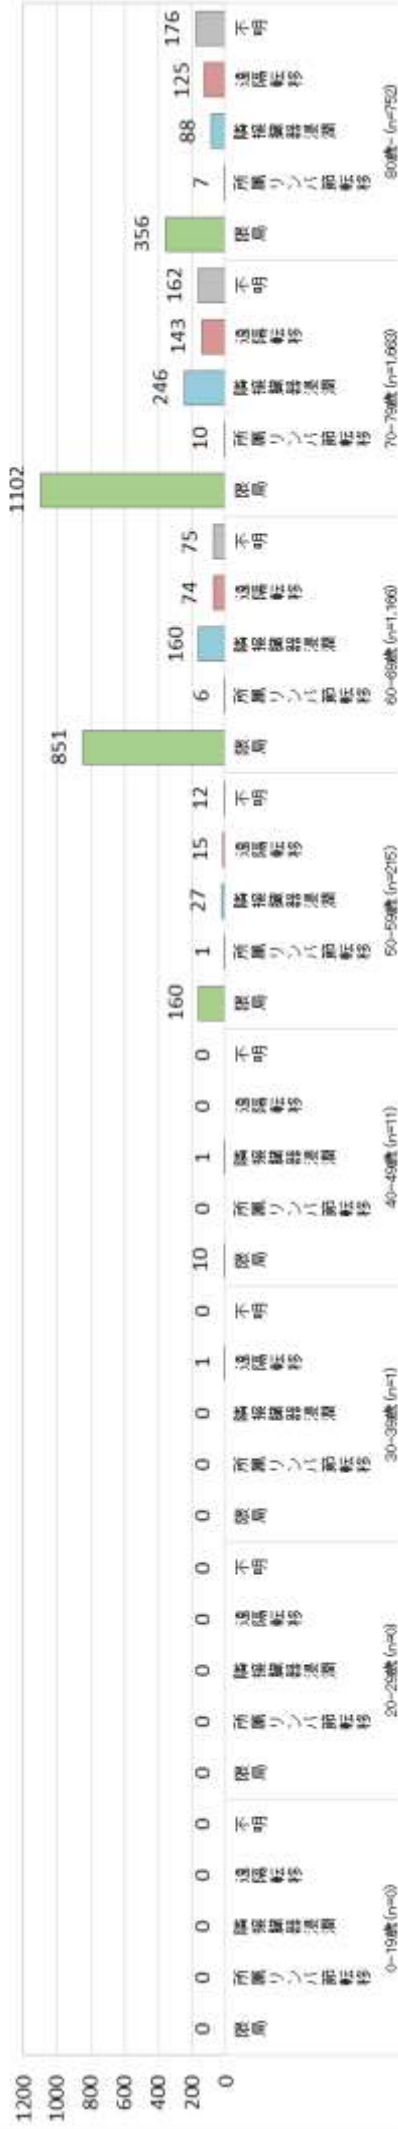 1200
1000
800
600
400
200
0
0 0 0 0 0
限局 所属リンパ節転移 隣接臓器浸潤 遠隔転移 不明
0-19歳(n=0)
0 0 0 0 0
限局 所属リンパ節転移 隣接臓器浸潤 遠隔転移 不明
20-29歳(n=0)
0 0 0 1 0
限局 所属リンパ節転移 隣接臓器浸潤 遠隔転移 不明
30-39歳(n=1)
10 0 1 0 0
限局 所属リンパ節転移 隣接臓器浸潤 遠隔転移 不明
40-49歳(n=11)
160 1 27 15 12
限局 所属リンパ節転移 隣接臓器浸潤 遠隔転移 不明
50-59歳(n=215)
851 6 160 74 75
限局 所属リンパ節転移 隣接臓器浸潤 遠隔転移 不明
60-69歳(n=1,166)
1102 10 246 143 162
限局 所属リンパ節転移 隣接臓器浸潤 遠隔転移 不明
70-79歳(n=1,663)
356 7 88 125 176
限局 所属リンパ節転移 隣接臓器浸潤 遠隔転移 不明
80歳- (n=752)